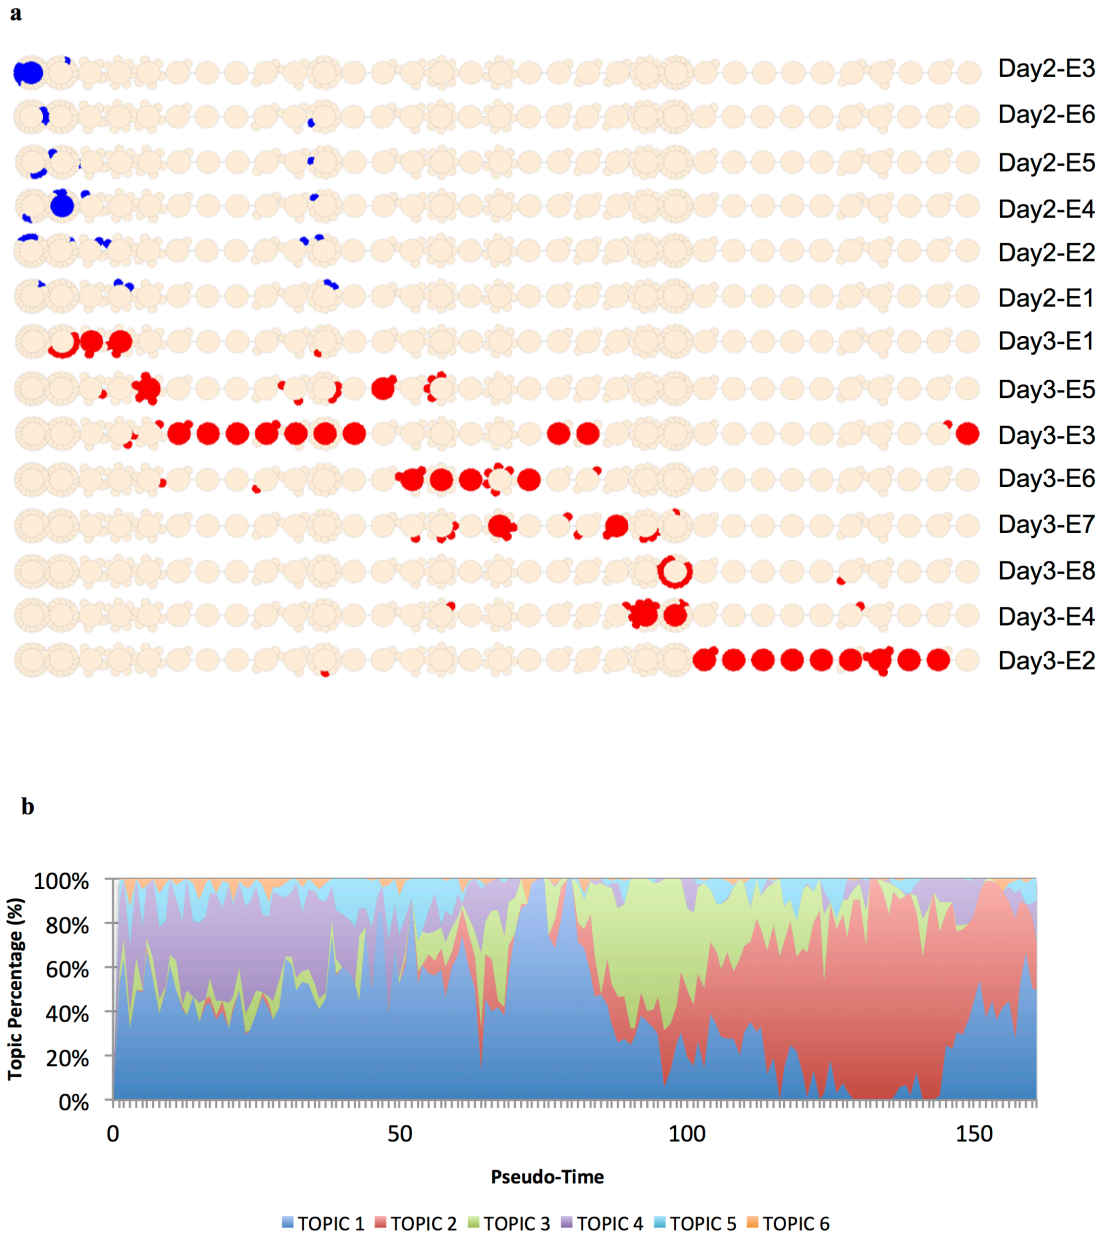 a
Day2-E3
Day2-E6
Day2-E5
Day2-E4
Day2-E2
Day2-E1
Day3-E1
Day3-E5
Day3-E3
Day3-E6
Day3-E7
Day3-E8
Day3-E4
Day3-E2
b
Topic Percentage (%)
100%
80%
60%
40%
20%
0%
0 50 100 150
Pseudo-Time
TOPIC 1 TOPIC 2 TOPIC 3 TOPIC 4 TOPIC 5 TOPIC 6